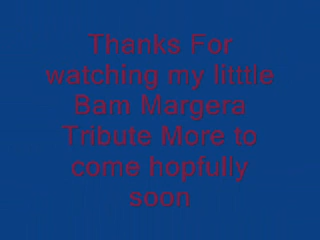 Thanks For
watching my litttle
Bam Margera
Tribute More to
come hopfully
soon